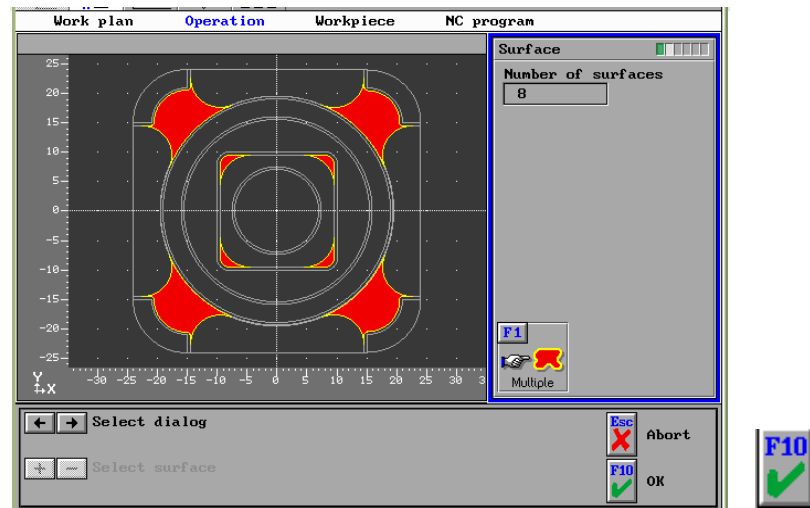 Work plan Operation Workpiece NC program
Surface
Number of surfaces
8
25
20
15
10
5
0
-5
-10
-15
-20
-25
Y
X
-30 -25 -20 -15 -10 -5 0 5 10 15 20 25 30 3
F1
Multiple
← → Select dialog
Esc
Abort
+ - Select surface
F10
OK
F10